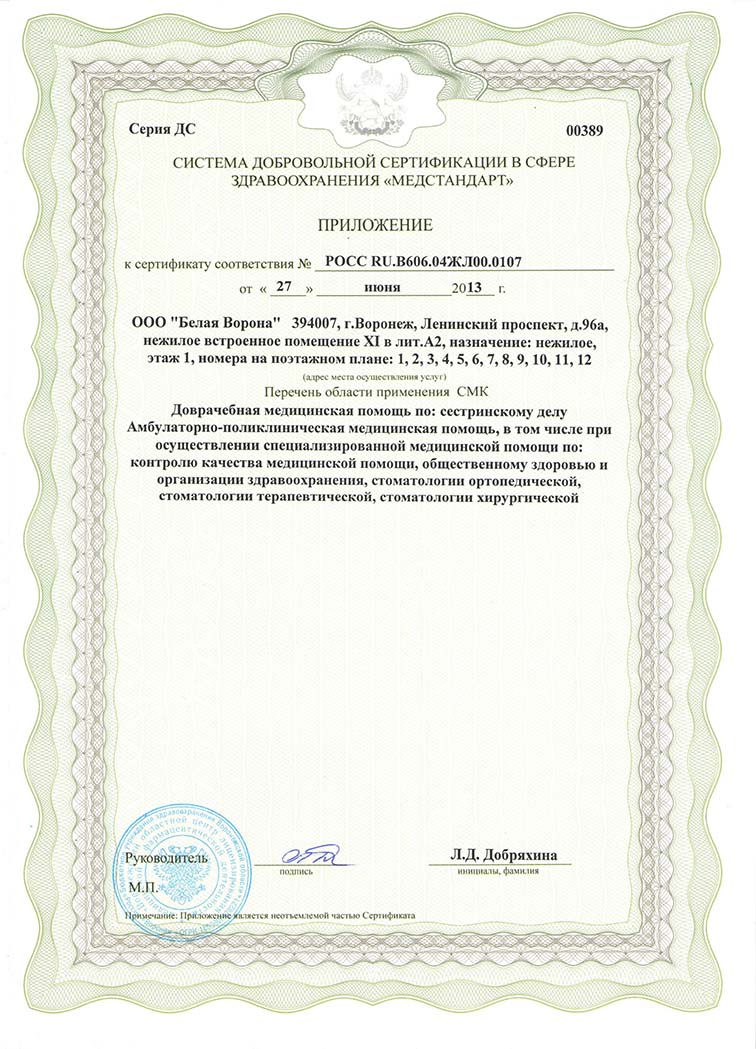 Серия ДС
00389
СИСТЕМА ДОБРОВОЛЬНОЙ СЕРТИФИКАЦИИ В СФЕРЕ
ЗДРАВООХРАНЕНИЯ «МЕДСТАНДАРТ»
ПРИЛОЖЕНИЕ
к сертификату соответствия № РОСС RU.В606.04ЖЛ00.0107
от « 27 » июня 2013 г.
ООО "Белая Ворона" 394007, г.Воронеж, Ленинский проспект, д.96а,
нежилое встроенное помещение XI в лит.А2, назначение: нежилое,
этаж 1, номера на поэтажном плане: 1, 2, 3, 4, 5, 6, 7, 8, 9, 10, 11, 12
(адрес места осуществления услуг)
Перечень области применения СМК
Доврачебная медицинская помощь по: сестринскому делу
Амбулаторно-поликлиническая медицинская помощь, в том числе при
осуществлении специализированной медицинской помощи по:
контролю качества медицинской помощи, общественному здоровью и
организации здравоохранения, стоматологии ортопедической,
стоматологии терапевтической, стоматологии хирургической
Руководитель
подпись
Л.Д. Добряхина
инициалы, фамилия
М.П.
Примечание: Приложение является неотъемлемой частью Сертификата